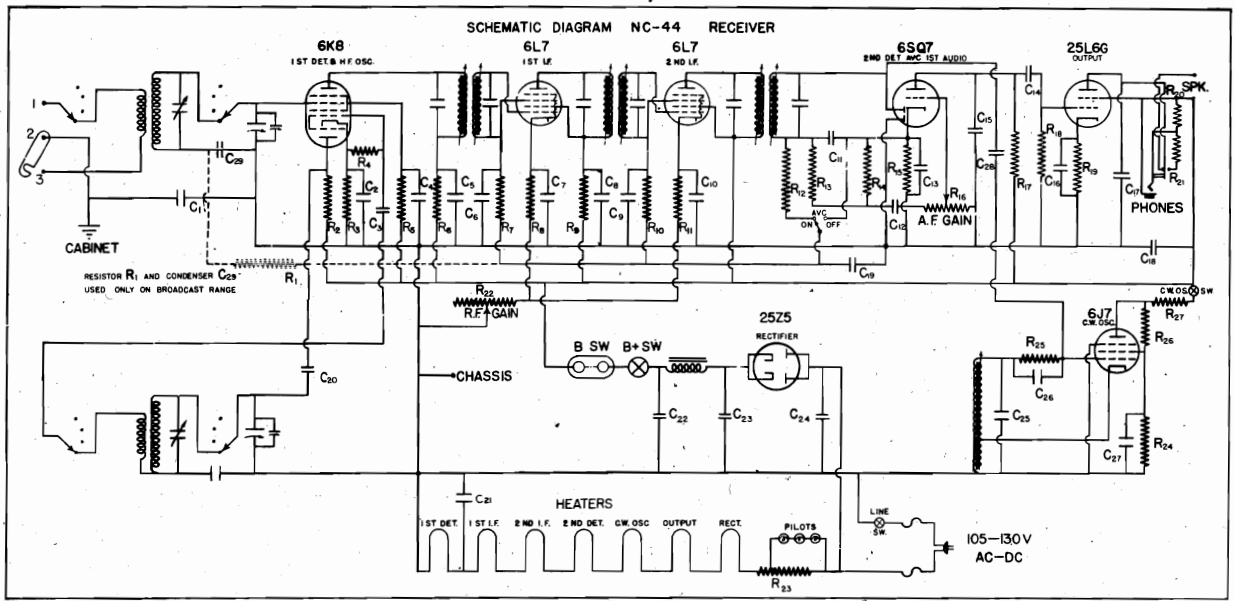 SCHEMATIC DIAGRAM NC-44 RECEIVER
6K8
1ST DET. & H.F. OSC.
6L7
1ST I.F.
6L7
2ND I.F.
6SQ7
2ND DET AVC 1ST AUDIO
25L6G
OUTPUT
1
2
3
C29
C1
CABINET
RESISTOR R1 AND CONDENSER C29
USED ONLY ON BROADCAST RANGE
R1
R4
R2
R3
C2
C3
R5
C4
R6
C5
C6
R7
R8
C7
R9
C8
C9
R10
R11
C10
R12
R13
C11
R14
R15
C13
R16
A.F. GAIN
C12
AVC
ON
OFF
C15
C28
C14
R17
R18
C16
R19
C17
R20
SPK.
R21
PHONES
C18
C19
C.W.OS.
SW.
R22
R.F. GAIN
CHASSIS
C20
B SW
B+ SW
25Z5
RECTIFIER
C22
C23
C24
6J7
C.W. OSC.
R27
R26
R25
C26
C25
C27
R24
C21
HEATERS
1ST DET.
1ST I.F.
2ND I.F.
2ND DET.
C.W. OSC
OUTPUT
RECT.
PILOTS
R23
LINE
SW.
105-130V
AC-DC